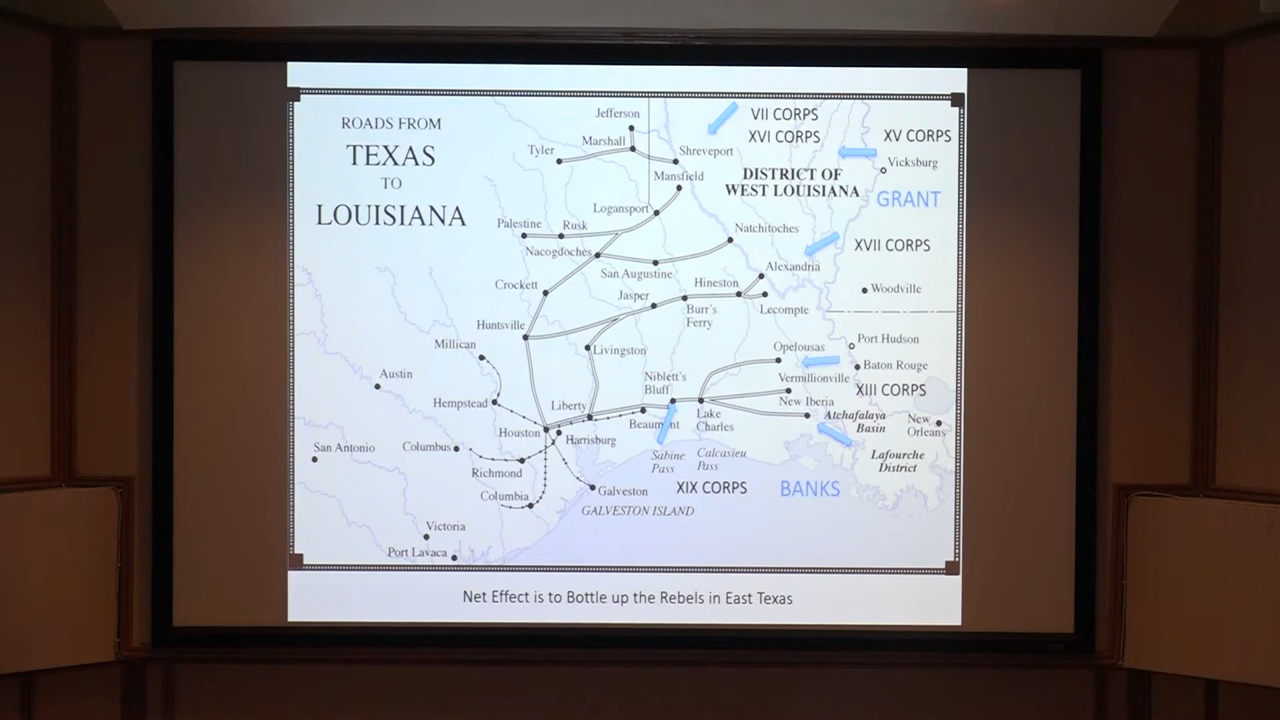 ROADS FROM
TEXAS
TO
LOUISIANA
Jefferson
Marshall
Tyler
Shreveport
Mansfield
VII CORPS
XVI CORPS
XV CORPS
Vicksburg
DISTRICT OF
WEST LOUISIANA
GRANT
Logansport
Palestine
Rusk
Natchitoches
XVII CORPS
Nacogdoches
San Augustine
Alexandria
Crockett
Hineston
Woodville
Jasper
Burr's
Ferry
Lecompte
Huntsville
Port Hudson
Millican
Livingston
Opelousas
Baton Rouge
Austin
Niblett's
Bluff
Vermillionville
XIII CORPS
Hempstead
Liberty
New Iberia
Atchafalaya
Basin
New
Orleans
Lake
Charles
Houston
Harrisburg
San Antonio
Columbus
Sabine
Pass
Calcasieu
Pass
Lafourche
District
Richmond
Columbia
Galveston
XIX CORPS
BANKS
GALVESTON ISLAND
Victoria
Port Lavaca
Net Effect is to Bottle up the Rebels in East Texas